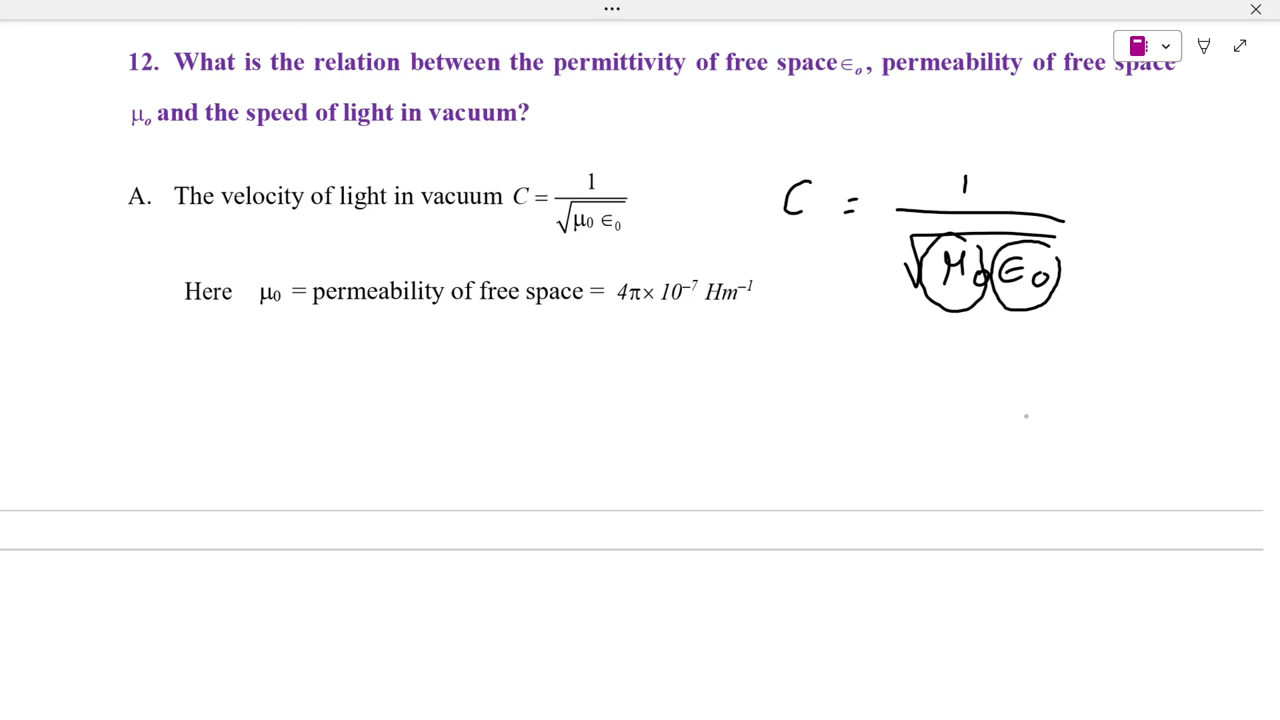 12. What is the relation between the permittivity of free space ∈ₒ, permeability of free space
μₒ and the speed of light in vacuum?
A. The velocity of light in vacuum C = 1 / √(μ₀ ∈₀)
C = 1 / √(μ₀ ∈₀)
Here μ₀ = permeability of free space = 4π× 10⁻⁷ Hm⁻¹